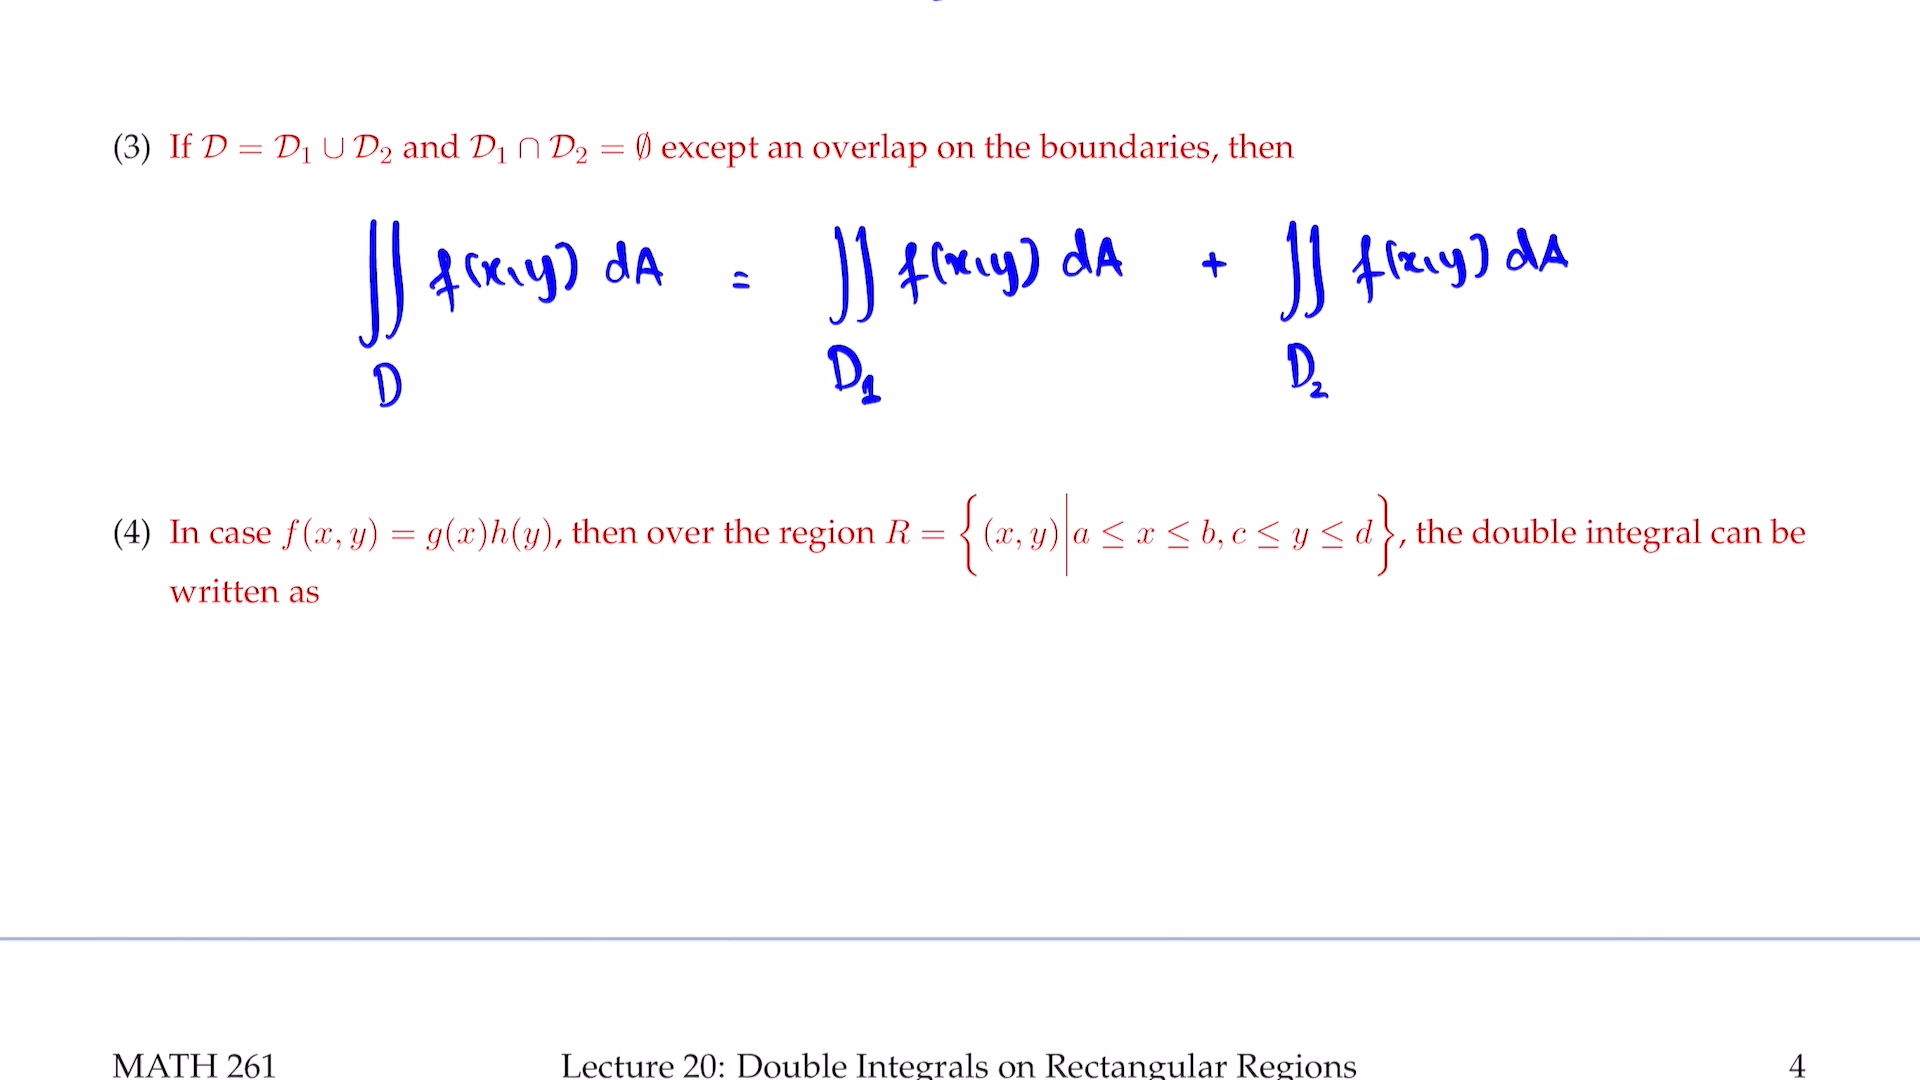 (3) If 𝒟 = 𝒟₁ ∪ 𝒟₂ and 𝒟₁ ∩ 𝒟₂ = ∅ except an overlap on the boundaries, then
∬ f(x,y) dA = ∬ f(x,y) dA + ∬ f(x,y) dA
D D₁ D₂
(4) In case f(x, y) = g(x)h(y), then over the region R = {(x, y)|a ≤ x ≤ b, c ≤ y ≤ d}, the double integral can be
written as
MATH 261 Lecture 20: Double Integrals on Rectangular Regions 4